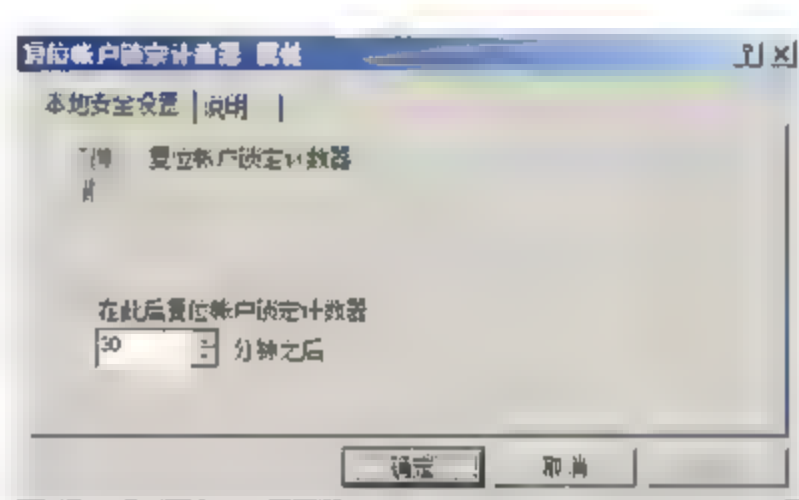 复位帐户锁定计数器 属性
本地安全设置 说明
复位帐户锁定计数器
在此后复位帐户锁定计数器
30 分钟之后
确定 取消